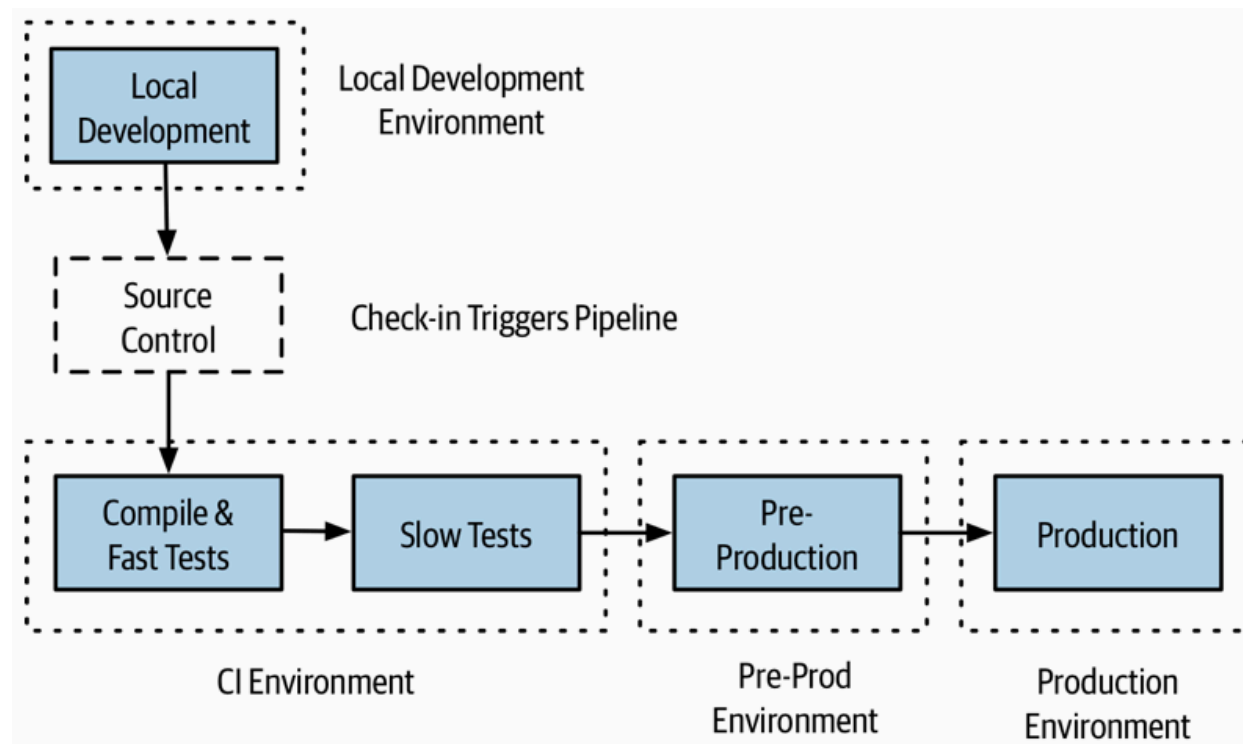 Local
Development
Local Development
Environment
Source
Control
Check-in Triggers Pipeline
Compile &
Fast Tests
Slow Tests
Pre-
Production
Production
CI Environment
Pre-Prod
Environment
Production
Environment